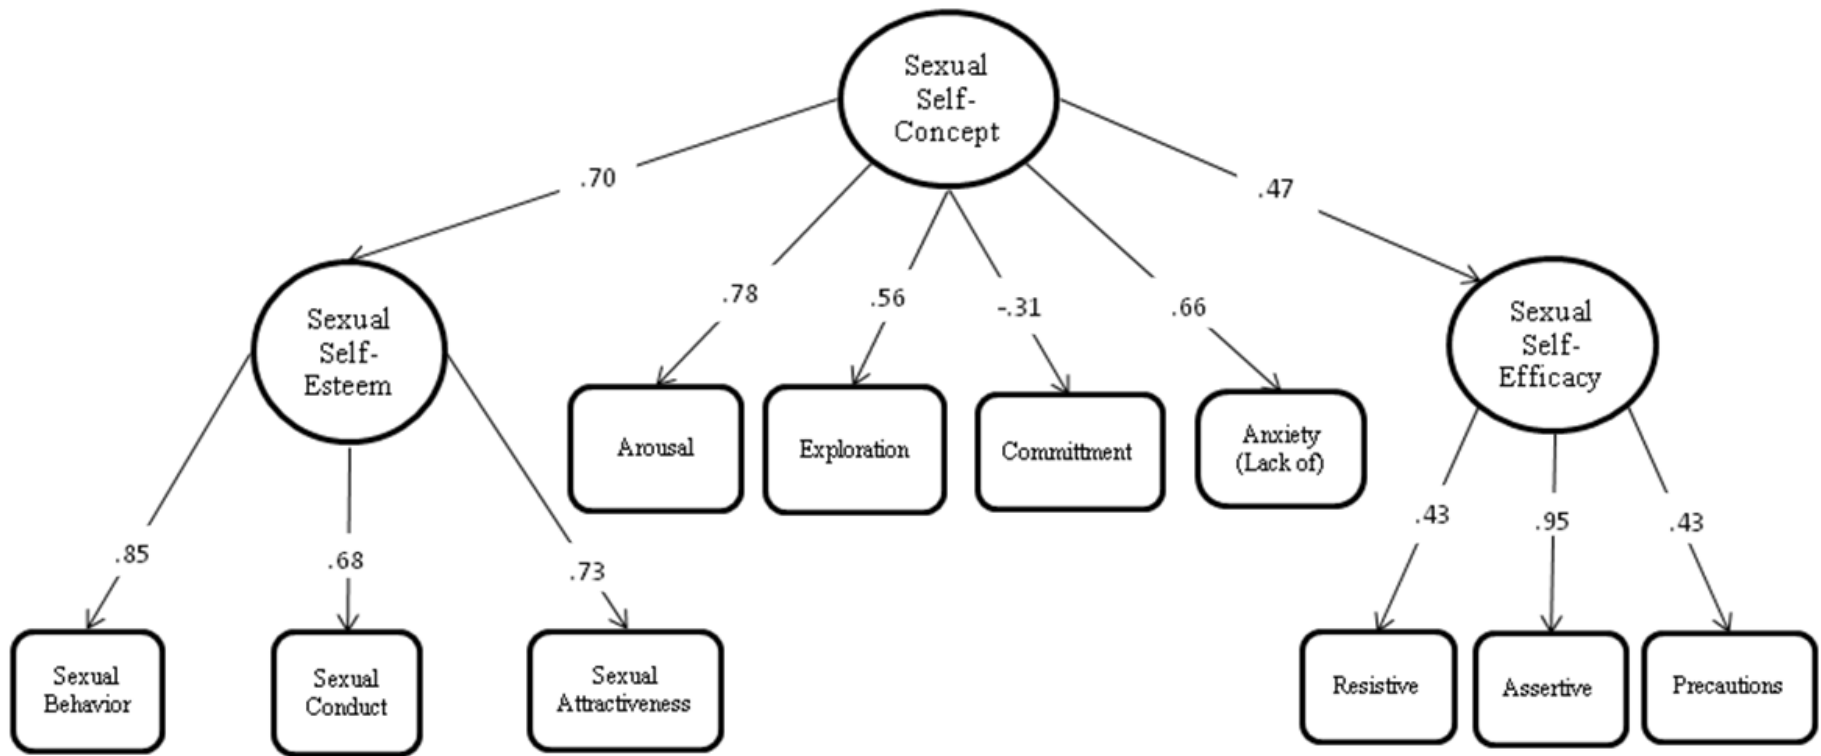 Sexual
Self-
Concept
.70
.47
.78
.56
-.31
.66
Sexual
Self-
Esteem
Sexual
Self-
Efficacy
Arousal
Exploration
Committment
Anxiety
(Lack of)
.85
.68
.73
.43
.95
.43
Sexual
Behavior
Sexual
Conduct
Sexual
Attractiveness
Resistive
Assertive
Precautions